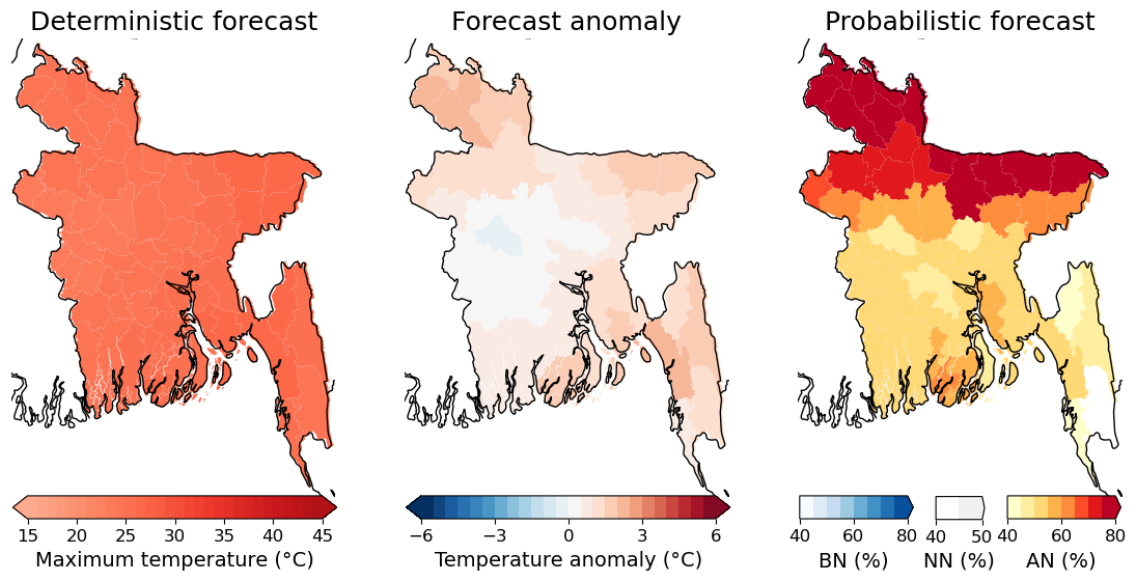 Deterministic forecast
Forecast anomaly
Probabilistic forecast
15 20 25 30 35 40 45
Maximum temperature (°C)
−6 −3 0 3 6
Temperature anomaly (°C)
40 60 80
BN (%)
40 50
NN (%)
40 60 80
AN (%)